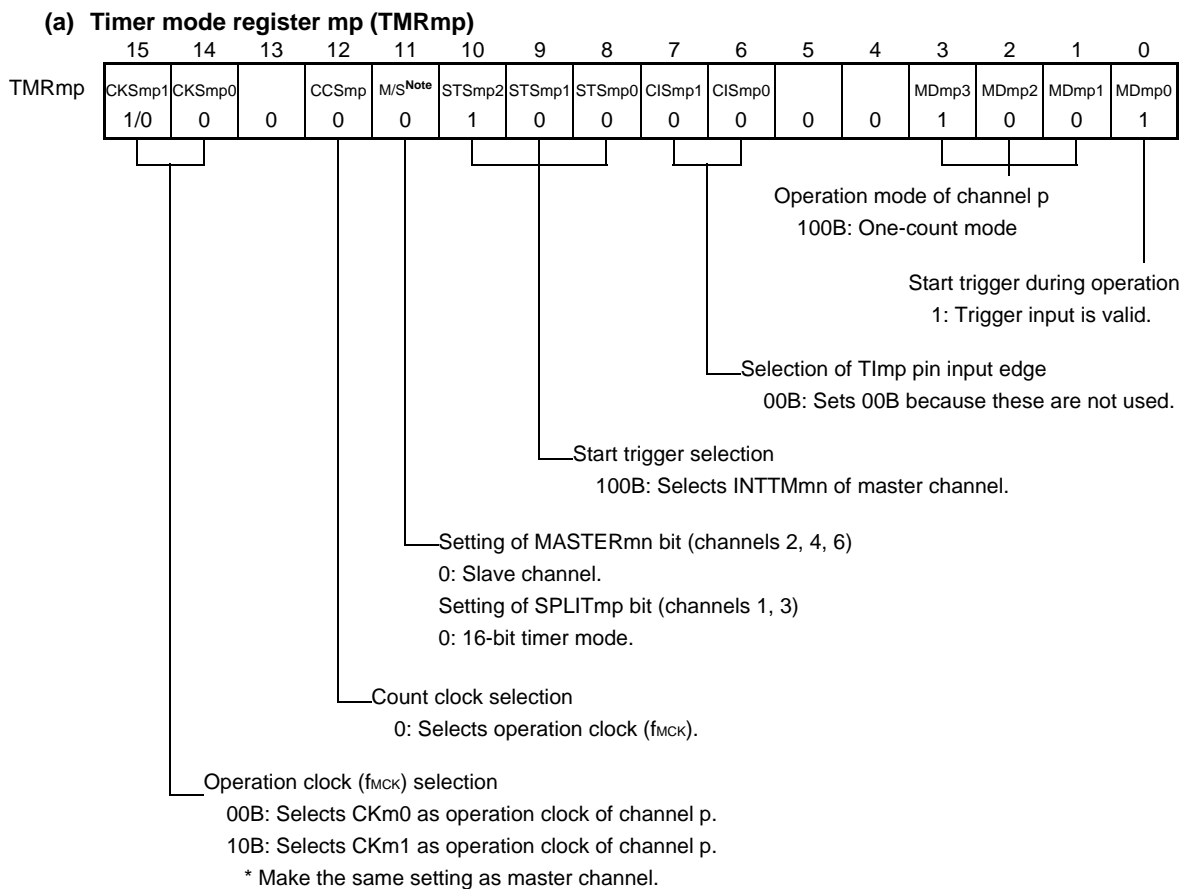 (a) Timer mode register mp (TMRmp)
15 14 13 12 11 10 9 8 7 6 5 4 3 2 1 0
TMRmp CKSmp1 CKSmp0 CCSmp M/SNote STSmp2 STSmp1 STSmp0 CISmp1 CISmp0 MDmp3 MDmp2 MDmp1 MDmp0
1/0 0 0 0 0 1 0 0 0 0 0 0 1 0 0 1
Operation mode of channel p
100B: One-count mode
Start trigger during operation
1: Trigger input is valid.
Selection of TImp pin input edge
00B: Sets 00B because these are not used.
Start trigger selection
100B: Selects INTTMmn of master channel.
Setting of MASTERmn bit (channels 2, 4, 6)
0: Slave channel.
Setting of SPLITmp bit (channels 1, 3)
0: 16-bit timer mode.
Count clock selection
0: Selects operation clock (fMCK).
Operation clock (fMCK) selection
00B: Selects CKm0 as operation clock of channel p.
10B: Selects CKm1 as operation clock of channel p.
* Make the same setting as master channel.